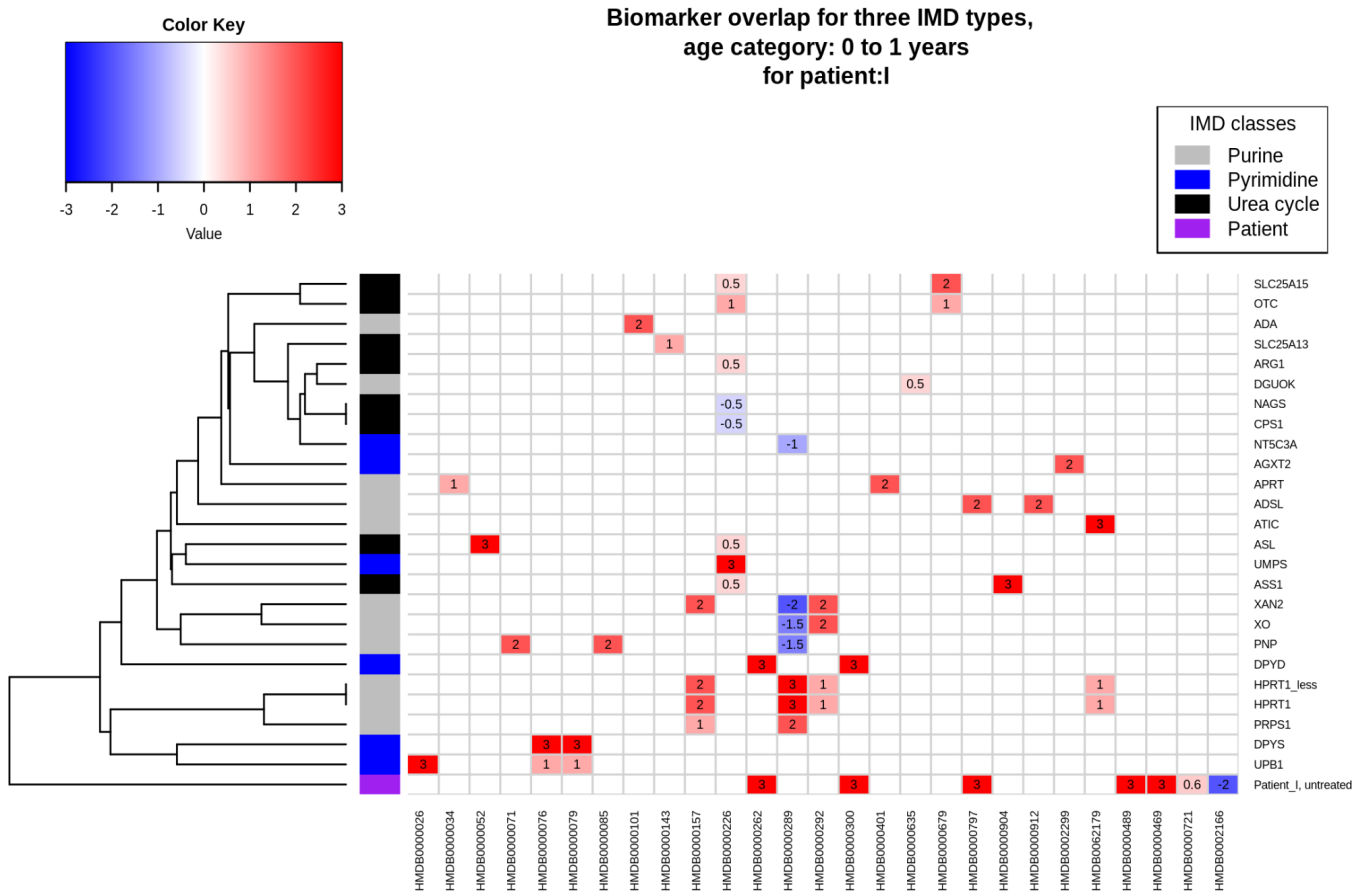 Biomarker overlap for three IMD types,
age category: 0 to 1 years
for patient:I
Color Key
-3 -2 -1 0 1 2 3
Value
IMD classes
Purine
Pyrimidine
Urea cycle
Patient
0.5 2 SLC25A15
1 1 OTC
2 ADA
1 SLC25A13
0.5 ARG1
0.5 DGUOK
-0.5 NAGS
-0.5 CPS1
-1 NT5C3A
2 AGXT2
1 2 APRT
2 2 ADSL
3 ATIC
3 0.5 ASL
3 UMPS
0.5 3 ASS1
2 -2 2 XAN2
-1.5 2 XO
2 2 -1.5 PNP
3 3 DPYD
2 3 1 1 HPRT1_less
2 3 1 1 HPRT1
1 2 PRPS1
3 3 DPYS
3 1 1 UPB1
3 3 3 3 3 0.6 -2 Patient_I, untreated
HMDB0000026
HMDB0000034
HMDB0000052
HMDB0000071
HMDB0000076
HMDB0000079
HMDB0000085
HMDB0000101
HMDB0000143
HMDB0000157
HMDB0000226
HMDB0000262
HMDB0000289
HMDB0000292
HMDB0000300
HMDB0000401
HMDB0000635
HMDB0000679
HMDB0000797
HMDB0000904
HMDB0000912
HMDB0002299
HMDB0062179
HMDB0000489
HMDB0000469
HMDB0000721
HMDB0002166